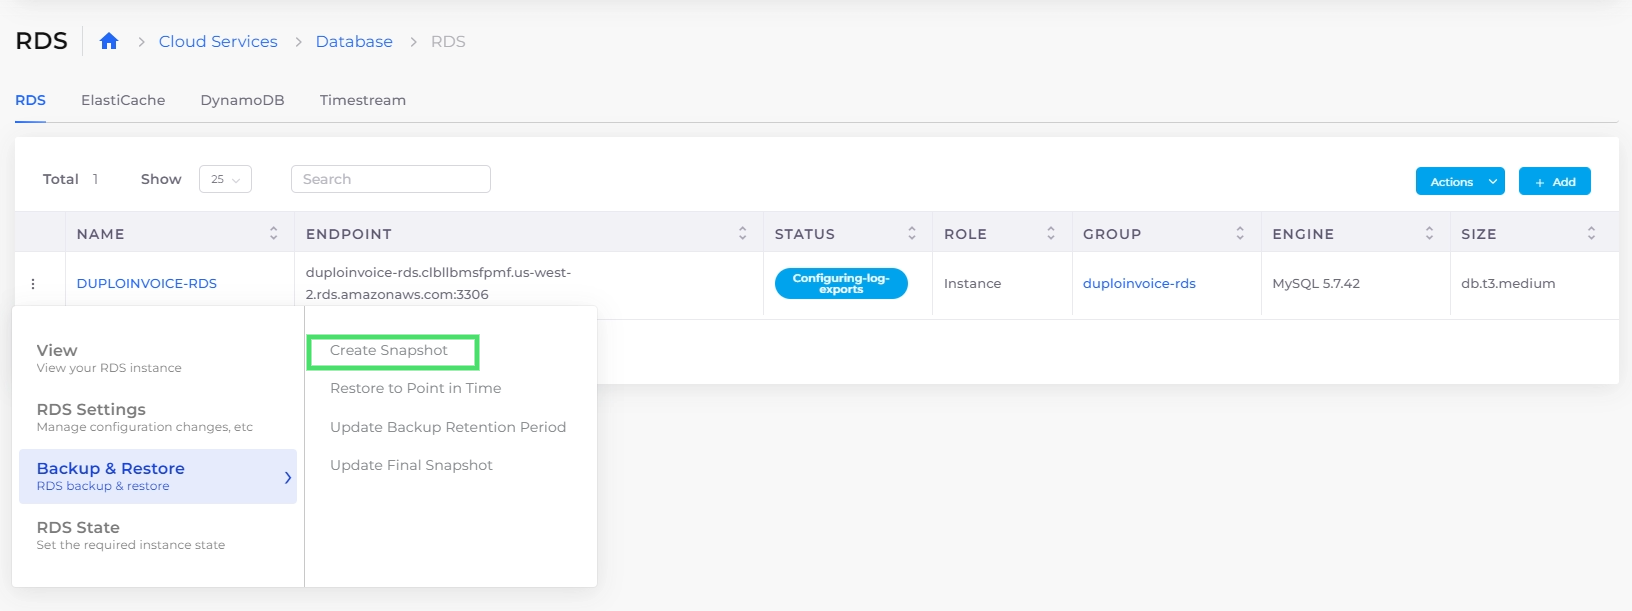 RDS
Cloud Services
Database
RDS
RDS
ElastiCache
DynamoDB
Timestream
Total 1
Show 25
Search
Actions
+ Add
NAME
ENDPOINT
STATUS
ROLE
GROUP
ENGINE
SIZE
DUPLOINVOICE-RDS
duploinvoice-rds.clbllbmsfpmf.us-west-
2.rds.amazonaws.com:3306
Configuring-log-
exports
Instance
duploinvoice-rds
MySQL 5.7.42
db.t3.medium
View
View your RDS instance
RDS Settings
Manage configuration changes, etc
Backup & Restore
RDS backup & restore
RDS State
Set the required instance state
Create Snapshot
Restore to Point in Time
Update Backup Retention Period
Update Final Snapshot